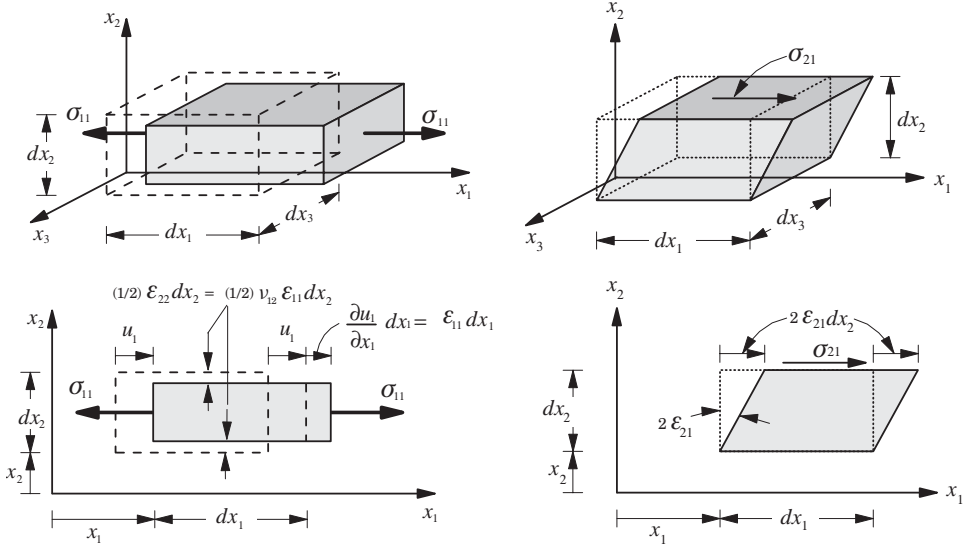 x₂
σ₁₁
σ₁₁
dx₂
x₁
dx₃
x₃
dx₁
x₂
σ₂₁
dx₂
x₁
dx₃
x₃
dx₁
(1/2) ε₂₂ dx₂ = (1/2) ν₁₂ ε₁₁ dx₂
x₂
u₁
u₁
∂u₁/∂x₁ dx₁ = ε₁₁ dx₁
σ₁₁
σ₁₁
dx₂
x₂
x₁
dx₁
x₁
x₂
2 ε₂₁ dx₂
σ₂₁
dx₂
2 ε₂₁
x₂
x₁
dx₁
x₁